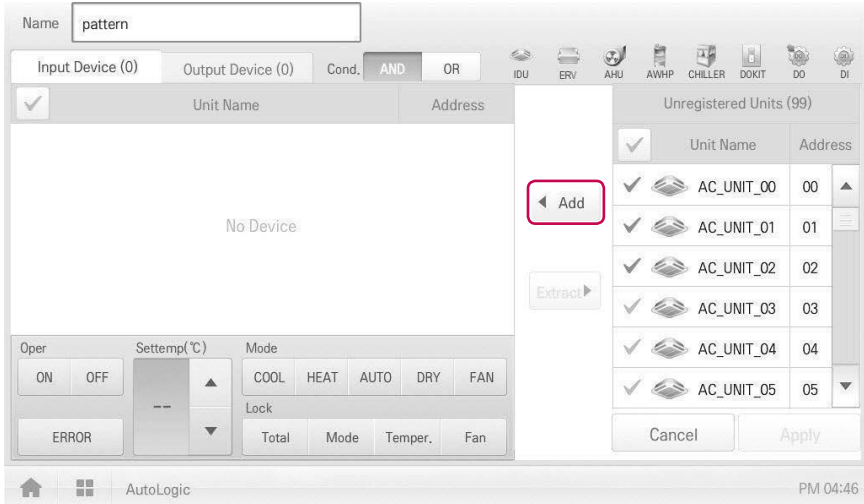 Name pattern
Input Device (0) Output Device (0) Cond. AND OR
IDU ERV AHU AWHP CHILLER DOKIT DO DI
Unit Name Address
Unregistered Units (99)
Unit Name Address
No Device
Add
Extract
AC_UNIT_00 00
AC_UNIT_01 01
AC_UNIT_02 02
AC_UNIT_03 03
AC_UNIT_04 04
AC_UNIT_05 05
Oper Settemp(℃) Mode
ON OFF -- COOL HEAT AUTO DRY FAN
Lock
ERROR Total Mode Temper. Fan
Cancel Apply
AutoLogic PM 04:46